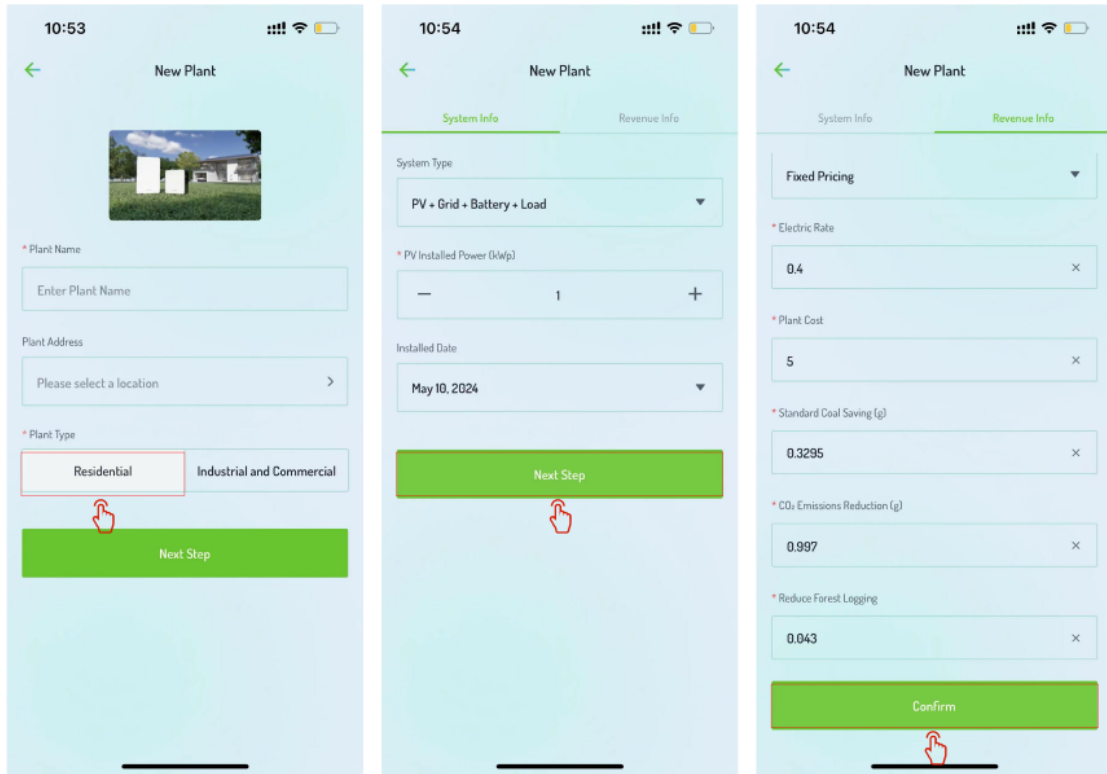 10:53
New Plant
* Plant Name
Enter Plant Name
Plant Address
Please select a location
* Plant Type
Residential
Industrial and Commercial
Next Step
10:54
New Plant
System Info
Revenue Info
System Type
PV + Grid + Battery + Load
* PV Installed Power (kWp)
1
Installed Date
May 10, 2024
Next Step
10:54
New Plant
System Info
Revenue Info
Fixed Pricing
* Electric Rate
0.4
* Plant Cost
5
* Standard Coal Saving (g)
0.3295
* CO₂ Emissions Reduction (g)
0.997
* Reduce Forest Logging
0.043
Confirm